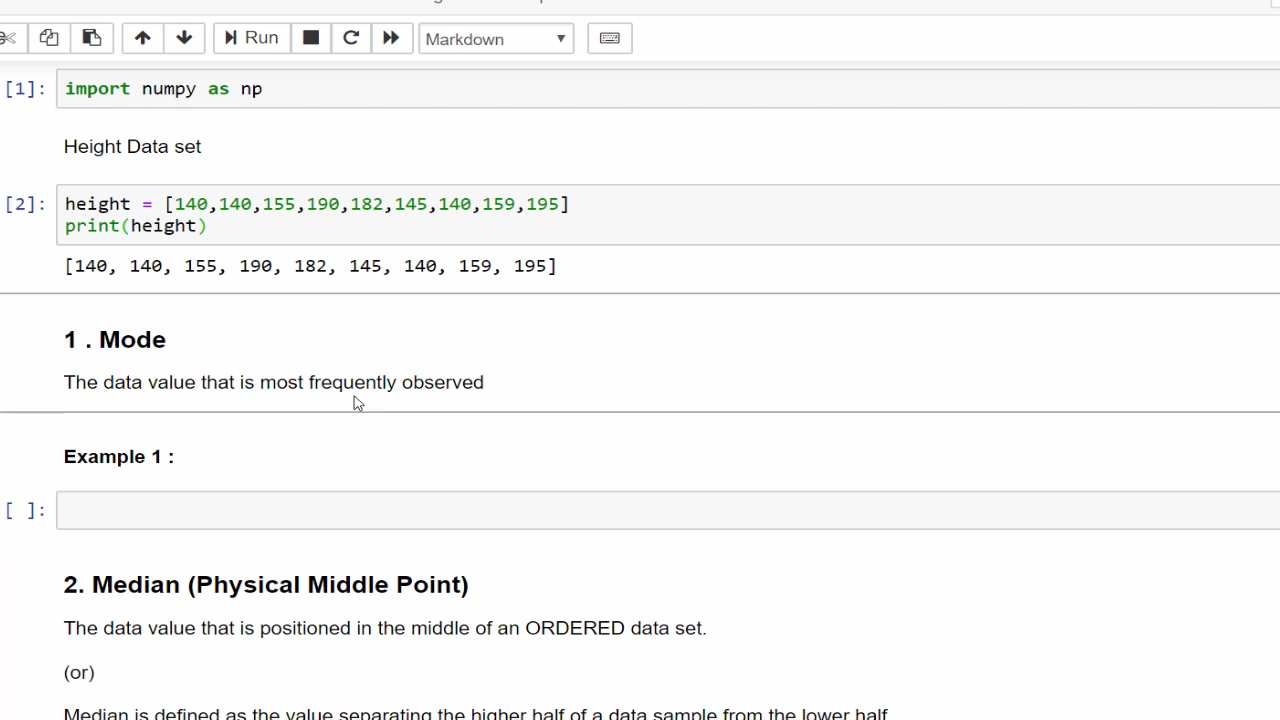 Run
Markdown
[1]: import numpy as np
Height Data set
[2]: height = [140,140,155,190,182,145,140,159,195]
print(height)
[140, 140, 155, 190, 182, 145, 140, 159, 195]
1 . Mode
The data value that is most frequently observed
Example 1 :
[ ]:
2. Median (Physical Middle Point)
The data value that is positioned in the middle of an ORDERED data set.
(or)
Median is defined as the value separating the higher half of a data sample from the lower half